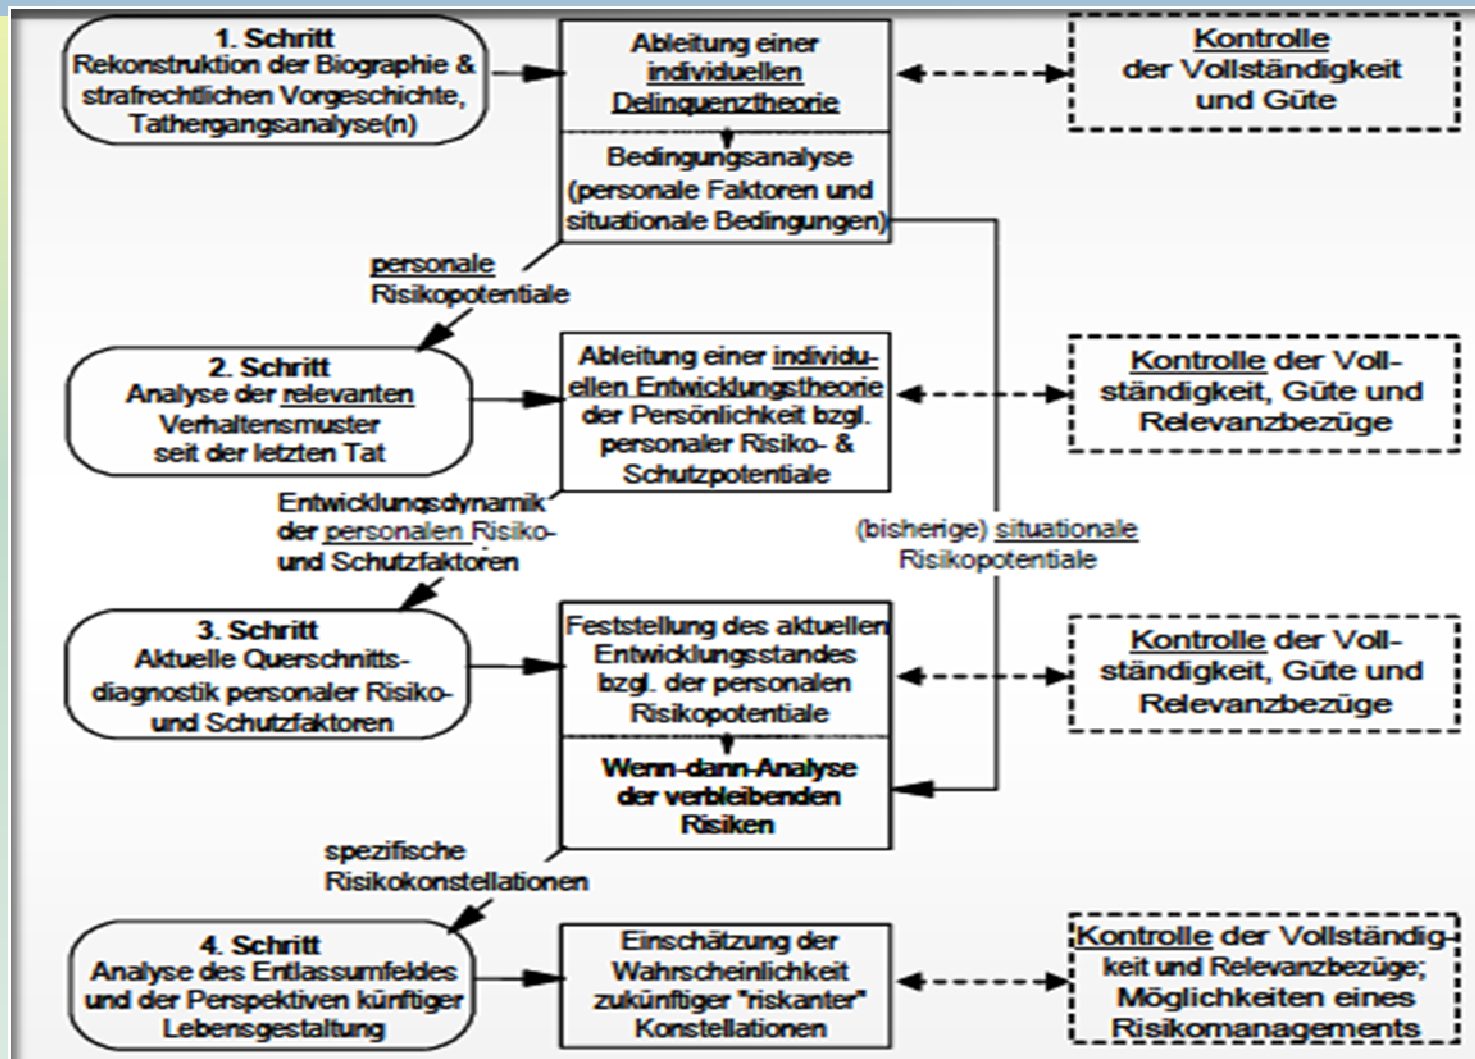 1. Schritt
Rekonstruktion der Biographie &
strafrechtlichen Vorgeschichte,
Tathergangsanalyse(n)
Ableitung einer
individuellen
Delinquenztheorie
Bedingungsanalyse
(personale Faktoren und
situationale Bedingungen)
Kontrolle
der Vollständigkeit
und Güte
personale
Risikopotentiale
2. Schritt
Analyse der relevanten
Verhaltensmuster
seit der letzten Tat
Ableitung einer individu-
ellen Entwicklungstheorie
der Persönlichkeit bzgl.
personaler Risiko- &
Schutzpotentiale
Kontrolle der Voll-
ständigkeit, Güte und
Relevanzbezüge
Entwicklungsdynamik
der personalen Risiko-
und Schutzfaktoren
(bisherige) situationale
Risikopotentiale
3. Schritt
Aktuelle Querschnitts-
diagnostik personaler Risiko-
und Schutzfaktoren
Feststellung des aktuellen
Entwicklungsstandes
bzgl. der personalen
Risikopotentiale
Wenn-dann-Analyse
der verbleibenden
Risiken
Kontrolle der Voll-
ständigkeit, Güte und
Relevanzbezüge
spezifische
Risikokonstellationen
4. Schritt
Analyse des Entlassumfeldes
und der Perspektiven künftiger
Lebensgestaltung
Einschätzung der
Wahrscheinlichkeit
zukünftiger "riskanter"
Konstellationen
Kontrolle der Vollständig-
keit und Relevanzbezüge;
Möglichkeiten eines
Risikomanagements